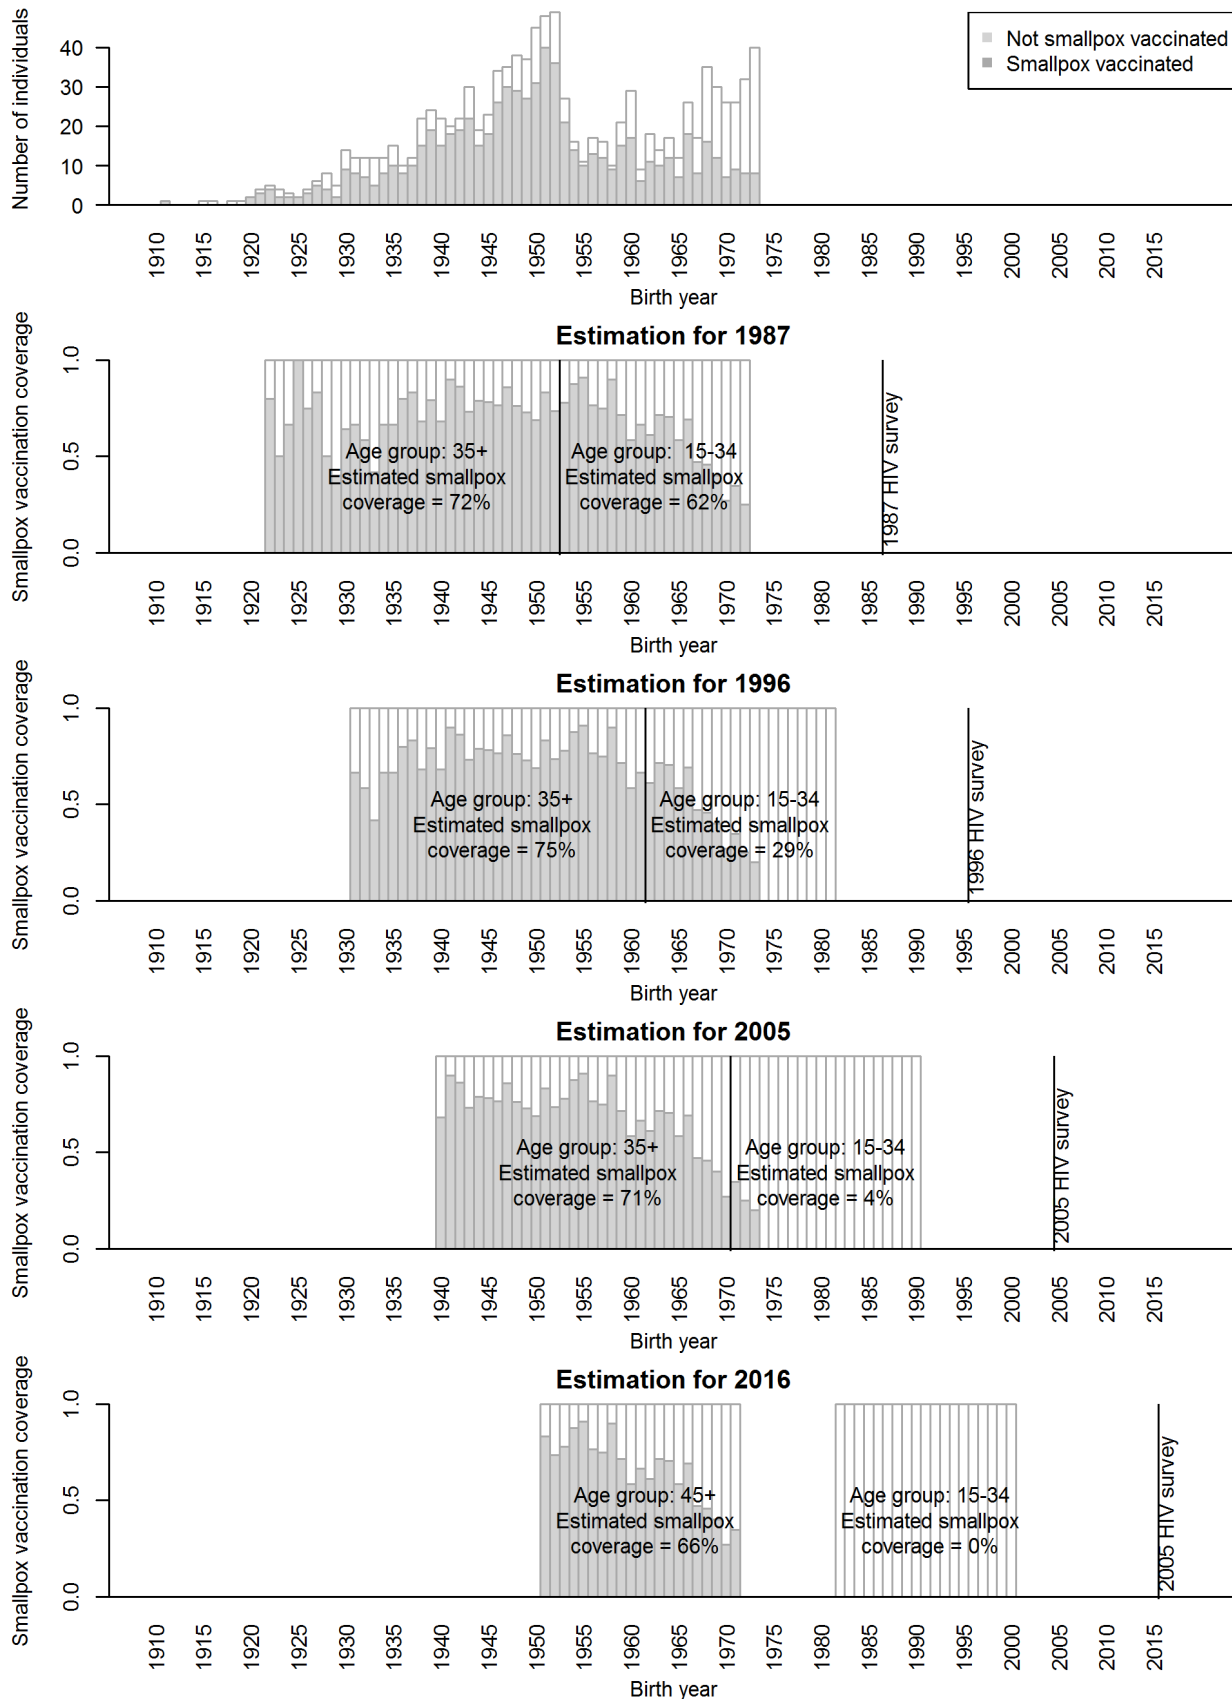 Not smallpox vaccinated
Smallpox vaccinated
Number of individuals
0 10 20 30 40
1910 1915 1920 1925 1930 1935 1940 1945 1950 1955 1960 1965 1970 1975 1980 1985 1990 1995 2000 2005 2010 2015
Birth year
Estimation for 1987
Smallpox vaccination coverage
0.0 0.5 1.0
Age group: 35+
Estimated smallpox
coverage = 72%
Age group: 15-34
Estimated smallpox
coverage = 62%
1987 HIV survey
1910 1915 1920 1925 1930 1935 1940 1945 1950 1955 1960 1965 1970 1975 1980 1985 1990 1995 2000 2005 2010 2015
Birth year
Estimation for 1996
Smallpox vaccination coverage
0.0 0.5 1.0
Age group: 35+
Estimated smallpox
coverage = 75%
Age group: 15-34
Estimated smallpox
coverage = 29%
1996 HIV survey
1910 1915 1920 1925 1930 1935 1940 1945 1950 1955 1960 1965 1970 1975 1980 1985 1990 1995 2000 2005 2010 2015
Birth year
Estimation for 2005
Smallpox vaccination coverage
0.0 0.5 1.0
Age group: 35+
Estimated smallpox
coverage = 71%
Age group: 15-34
Estimated smallpox
coverage = 4%
2005 HIV survey
1910 1915 1920 1925 1930 1935 1940 1945 1950 1955 1960 1965 1970 1975 1980 1985 1990 1995 2000 2005 2010 2015
Birth year
Estimation for 2016
Smallpox vaccination coverage
0.0 0.5 1.0
Age group: 45+
Estimated smallpox
coverage = 66%
Age group: 15-34
Estimated smallpox
coverage = 0%
2005 HIV survey
1910 1915 1920 1925 1930 1935 1940 1945 1950 1955 1960 1965 1970 1975 1980 1985 1990 1995 2000 2005 2010 2015
Birth year